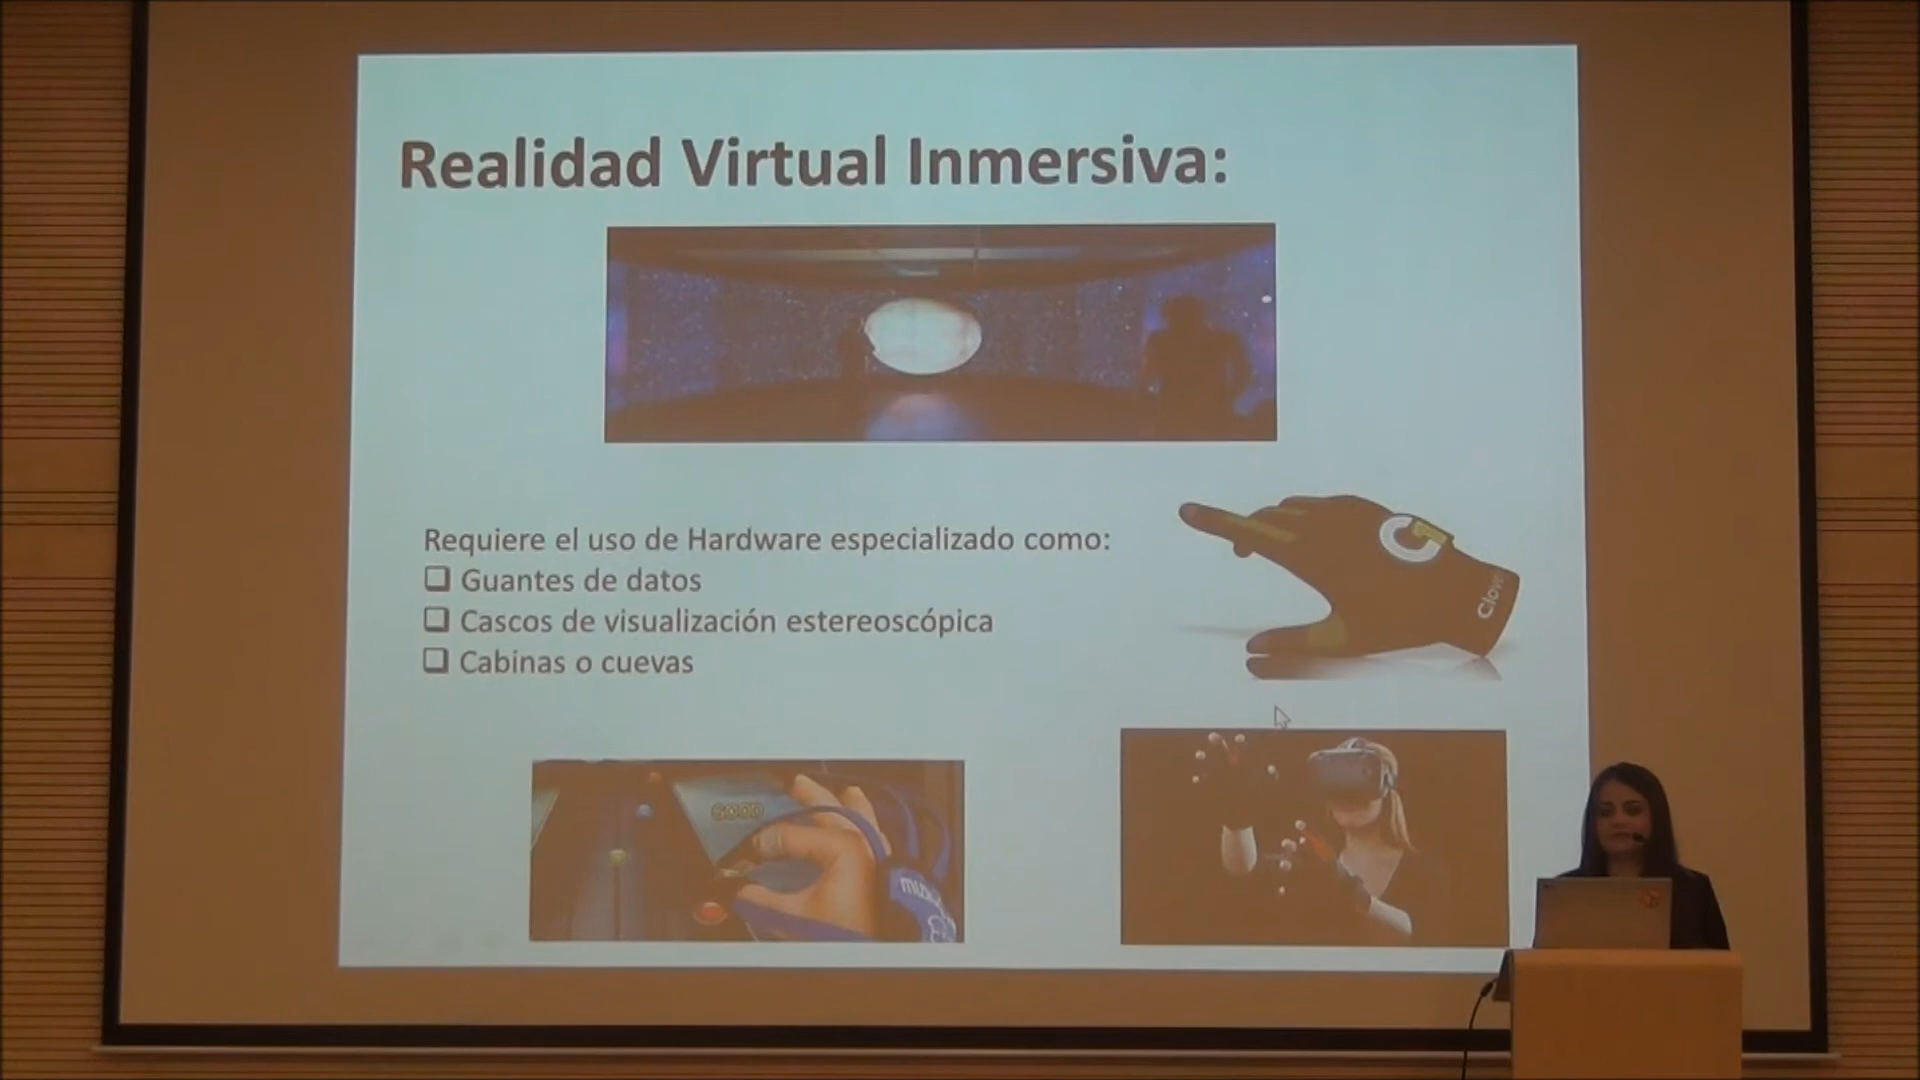 Realidad Virtual Inmersiva:
Requiere el uso de Hardware especializado como:
Guantes de datos
Cascos de visualización estereoscópica
Cabinas o cuevas
GOOD